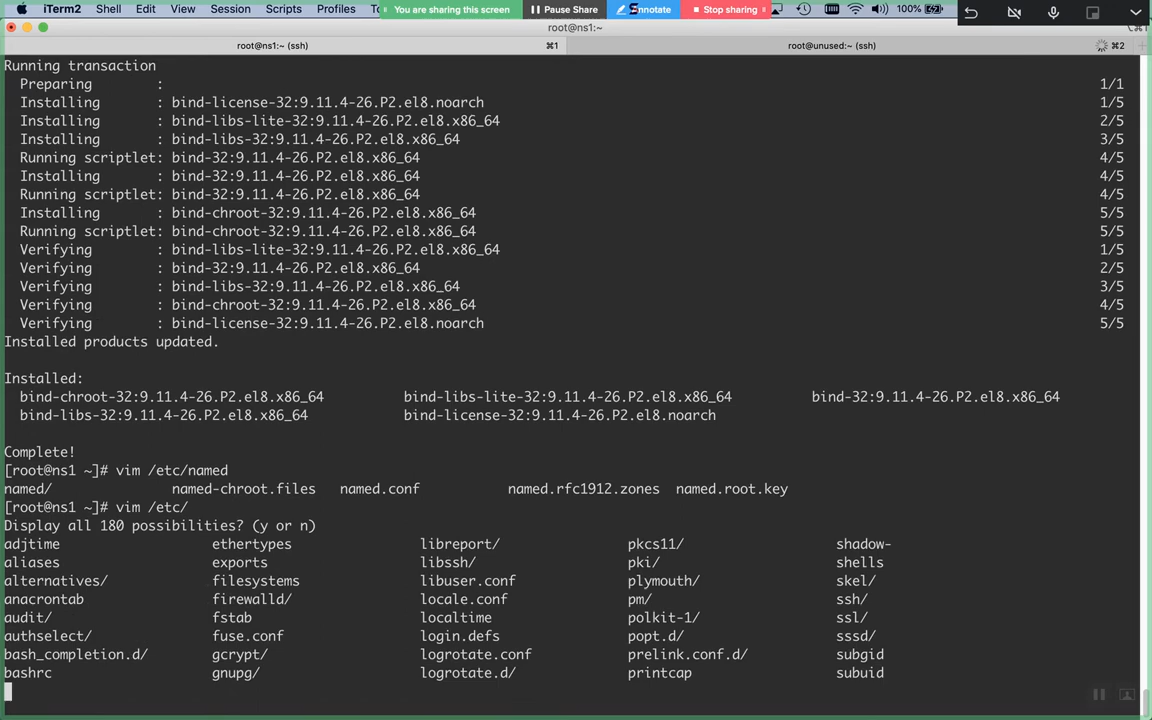 iTerm2 Shell Edit View Session Scripts Profiles You are sharing this screen Pause Share Annotate Stop sharing 100%
root@ns1:~
root@ns1:~ (ssh) ⌘1 root@unused:~ (ssh) ⌘2
Running transaction
Preparing : 1/1
Installing : bind-license-32:9.11.4-26.P2.el8.noarch 1/5
Installing : bind-libs-lite-32:9.11.4-26.P2.el8.x86_64 2/5
Installing : bind-libs-32:9.11.4-26.P2.el8.x86_64 3/5
Running scriptlet: bind-32:9.11.4-26.P2.el8.x86_64 4/5
Installing : bind-32:9.11.4-26.P2.el8.x86_64 4/5
Running scriptlet: bind-32:9.11.4-26.P2.el8.x86_64 4/5
Installing : bind-chroot-32:9.11.4-26.P2.el8.x86_64 5/5
Running scriptlet: bind-chroot-32:9.11.4-26.P2.el8.x86_64 5/5
Verifying : bind-libs-lite-32:9.11.4-26.P2.el8.x86_64 1/5
Verifying : bind-32:9.11.4-26.P2.el8.x86_64 2/5
Verifying : bind-libs-32:9.11.4-26.P2.el8.x86_64 3/5
Verifying : bind-chroot-32:9.11.4-26.P2.el8.x86_64 4/5
Verifying : bind-license-32:9.11.4-26.P2.el8.noarch 5/5
Installed products updated.
Installed:
bind-chroot-32:9.11.4-26.P2.el8.x86_64 bind-libs-lite-32:9.11.4-26.P2.el8.x86_64 bind-32:9.11.4-26.P2.el8.x86_64
bind-libs-32:9.11.4-26.P2.el8.x86_64 bind-license-32:9.11.4-26.P2.el8.noarch
Complete!
[root@ns1 ~]# vim /etc/named
named/ named-chroot.files named.conf named.rfc1912.zones named.root.key
[root@ns1 ~]# vim /etc/
Display all 180 possibilities? (y or n)
adjtime ethertypes libreport/ pkcs11/ shadow-
aliases exports libssh/ pki/ shells
alternatives/ filesystems libuser.conf plymouth/ skel/
anacrontab firewalld/ locale.conf pm/ ssh/
audit/ fstab localtime polkit-1/ ssl/
authselect/ fuse.conf login.defs popt.d/ sssd/
bash_completion.d/ gcrypt/ logrotate.conf prelink.conf.d/ subgid
bashrc gnupg/ logrotate.d/ printcap subuid